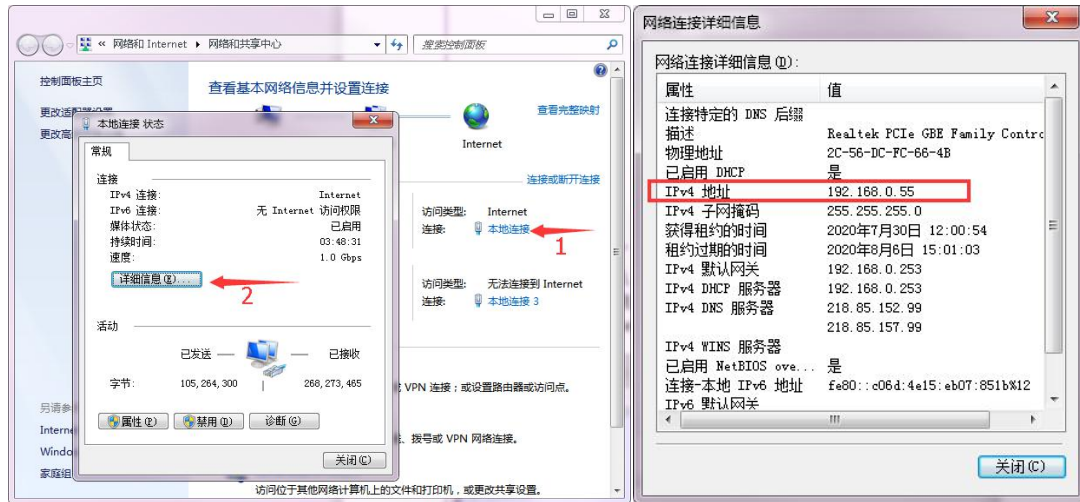 « 网络和 Internet ▸ 网络和共享中心
搜索控制面板
控制面板主页
查看基本网络信息并设置连接
更改适配器设置
更改高
查看完整映射
Internet
连接或断开连接
访问类型: Internet
连接: 本地连接
1
访问类型: 无法连接到 Internet
连接: 本地连接 3
VPN 连接；或设置路由器或访问点。
、拨号或 VPN 网络连接。
访问位于其他网络计算机上的文件和打印机，或更改共享设置。
另请参
Interne
Windo
家庭组
本地连接 状态
常规
连接
IPv4 连接: Internet
IPv6 连接: 无 Internet 访问权限
媒体状态: 已启用
持续时间: 03:48:31
速度: 1.0 Gbps
详细信息(E)...
2
活动
已发送 — — 已接收
字节: 105,264,300 | 268,273,465
属性(P) 禁用(D) 诊断(G)
关闭(C)
网络连接详细信息
网络连接详细信息(D):
属性 值
连接特定的 DNS 后缀
描述 Realtek PCIe GBE Family Contro
物理地址 2C-56-DC-FC-66-4B
已启用 DHCP 是
IPv4 地址 192.168.0.55
IPv4 子网掩码 255.255.255.0
获得租约的时间 2020年7月30日 12:00:54
租约过期的时间 2020年8月6日 15:01:03
IPv4 默认网关 192.168.0.253
IPv4 DHCP 服务器 192.168.0.253
IPv4 DNS 服务器 218.85.152.99
218.85.157.99
IPv4 WINS 服务器
已启用 NetBIOS ove... 是
连接-本地 IPv6 地址 fe80::c06d:4e15:eb07:851b%12
IPv6 默认网关
关闭(C)